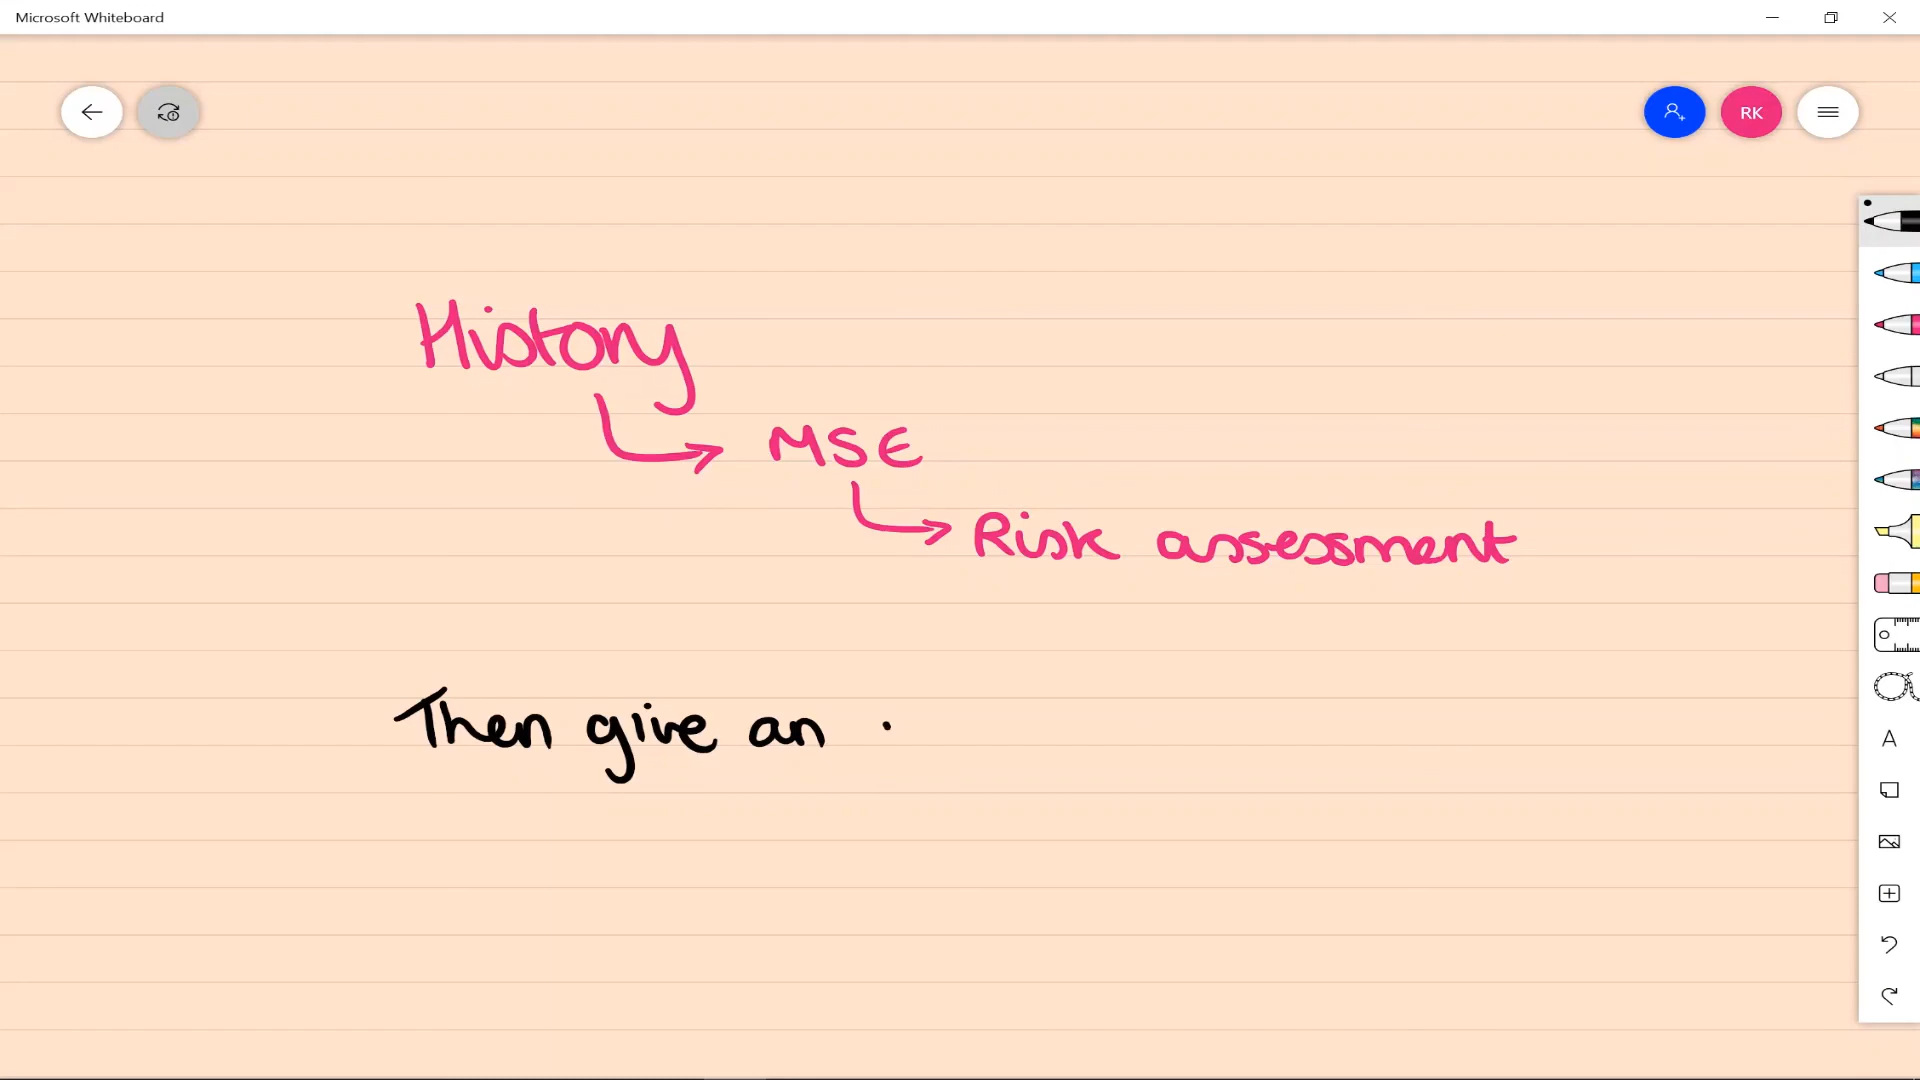 Microsoft Whiteboard
RK
History
MSE
Risk assessment
Then give an
A